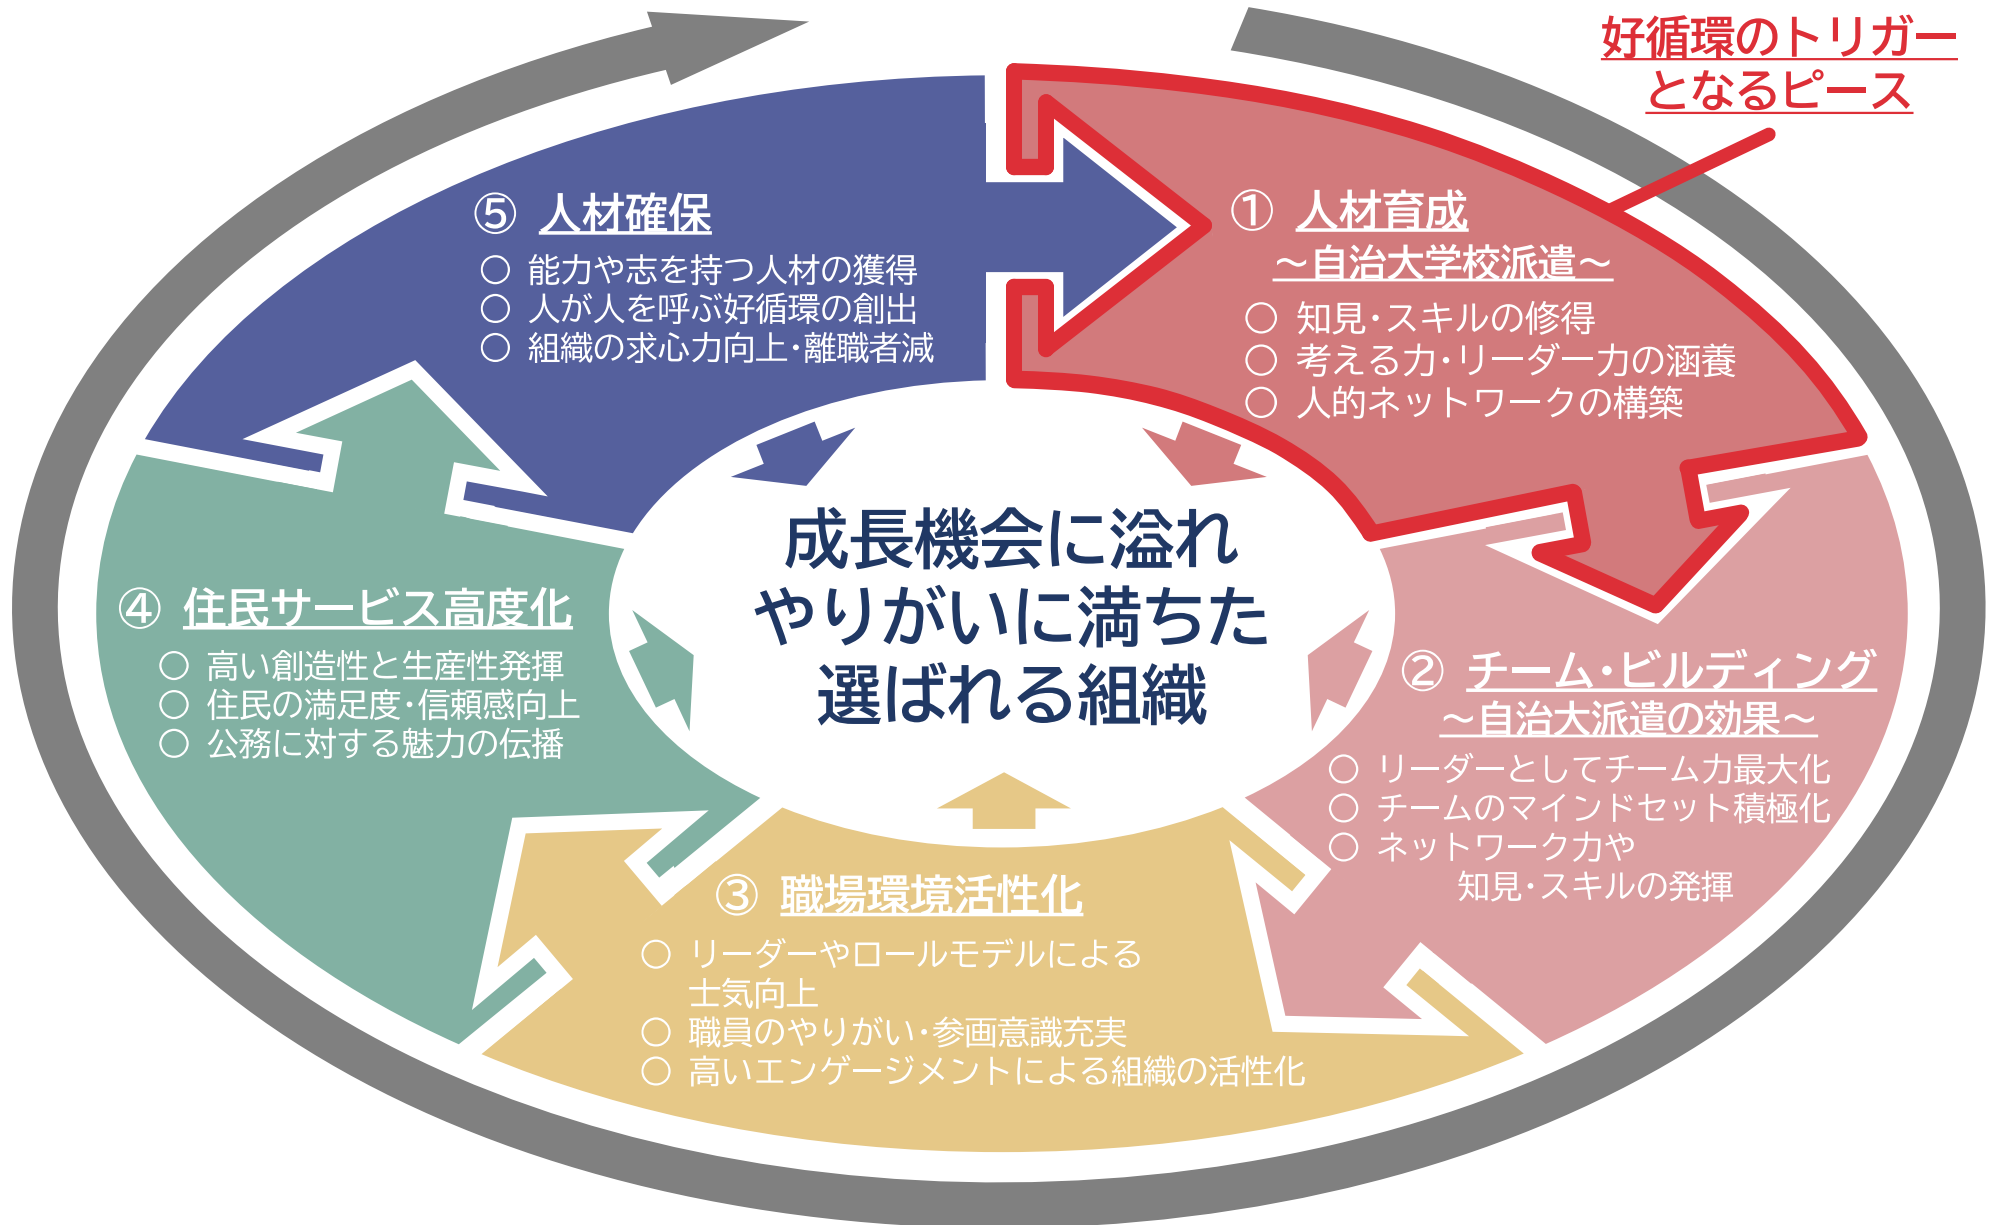 好循環のトリガー
となるピース
① 人材育成
~自治大学校派遣~
○ 知見・スキルの修得
○ 考える力・リーダー力の涵養
○ 人的ネットワークの構築
② チーム・ビルディング
~自治大派遣の効果~
○ リーダーとしてチーム力最大化
○ チームのマインドセット積極化
○ ネットワーク力や
知見・スキルの発揮
③ 職場環境活性化
○ リーダーやロールモデルによる
士気向上
○ 職員のやりがい・参画意識充実
○ 高いエンゲージメントによる組織の活性化
④ 住民サービス高度化
○ 高い創造性と生産性発揮
○ 住民の満足度・信頼感向上
○ 公務に対する魅力の伝播
⑤ 人材確保
○ 能力や志を持つ人材の獲得
○ 人が人を呼ぶ好循環の創出
○ 組織の求心力向上・離職者減
成長機会に溢れ
やりがいに満ちた
選ばれる組織